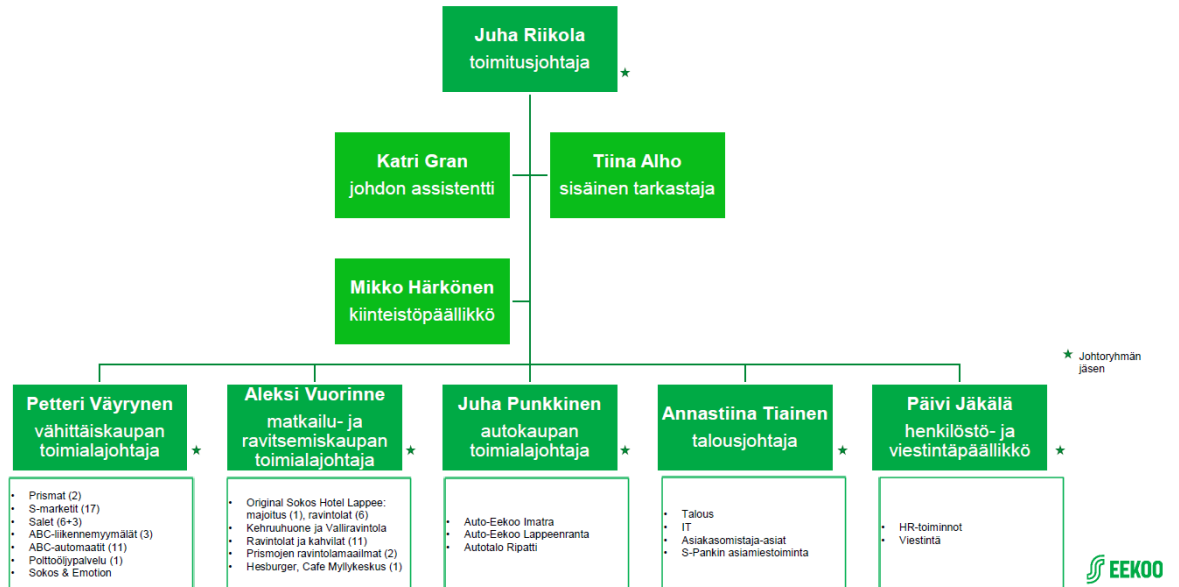 Juha Riikola
toimitusjohtaja
Katri Gran
johdon assistentti
Tiina Alho
sisäinen tarkastaja
Mikko Härkönen
kiinteistöpäällikkö
Johtoryhmän
jäsen
Petteri Väyrynen
vähittäiskaupan
toimialajohtaja
Aleksi Vuorinne
matkailu- ja
ravitsemiskaupan
toimialajohtaja
Juha Punkkinen
autokaupan
toimialajohtaja
Annastiina Tiainen
talousjohtaja
Päivi Jäkälä
henkilöstö- ja
viestintäpäällikkö
• Prismat (2)
• S-marketit (17)
• Salet (6+3)
• ABC-liikennemyymälät (3)
• ABC-automaatit (11)
• Polttoöljypalvelu (1)
• Sokos & Emotion
• Original Sokos Hotel Lappee:
majoitus (1), ravintolat (6)
• Kehruuhuone ja Valliravintola
• Ravintolat ja kahvilat (11)
• Prismojen ravintolamaailmat (2)
• Hesburger, Cafe Myllykeskus (1)
• Auto-Eekoo Imatra
• Auto-Eekoo Lappeenranta
• Autotalo Ripatti
• Talous
• IT
• Asiakasomistaja-asiat
• S-Pankin asiamiestoiminta
• HR-toiminnot
• Viestintä
EEKOO